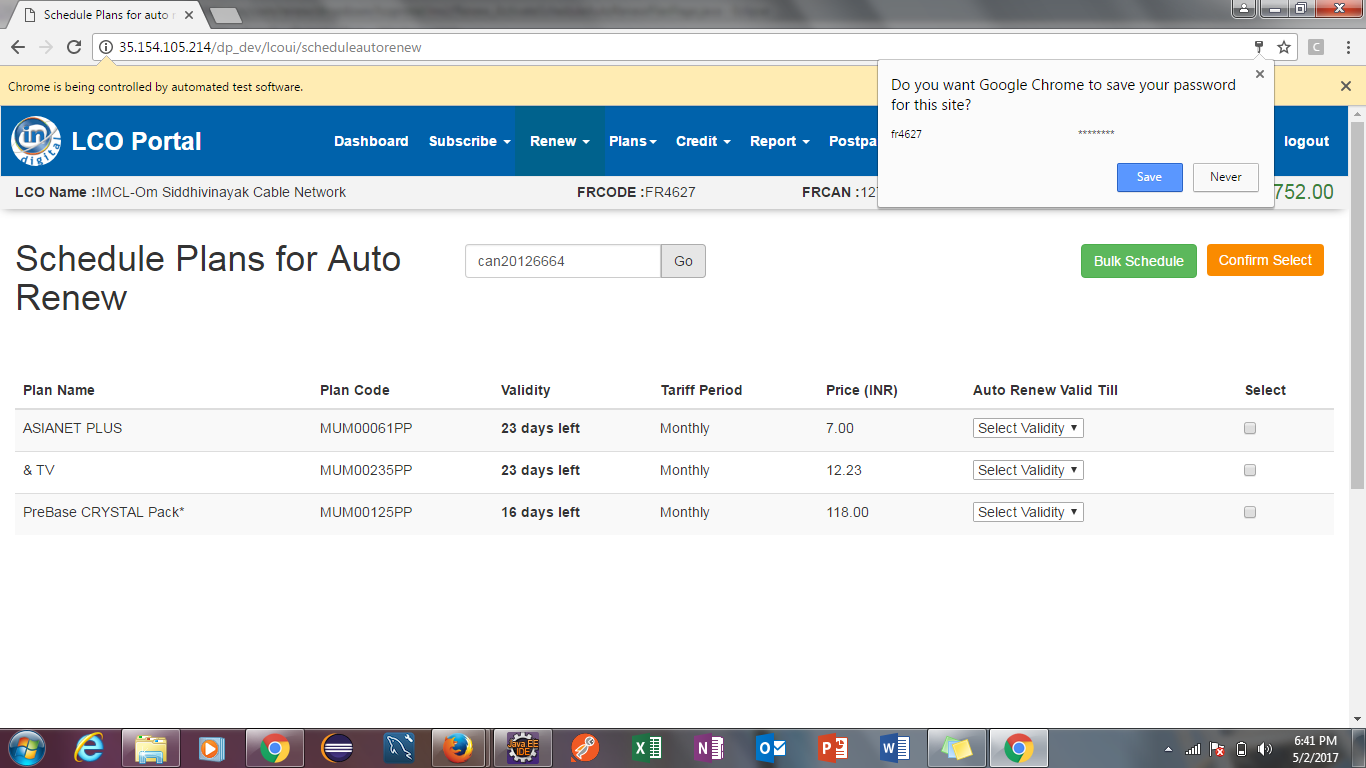 Schedule Plans for auto r
35.154.105.214/dp_dev/lcoui/scheduleautorenew
C
Chrome is being controlled by automated test software.
Do you want Google Chrome to save your password
for this site?
fr4627 ********
Save Never
in digital LCO Portal Dashboard Subscribe Renew Plans Credit Report Postpa logout
LCO Name :IMCL-Om Siddhivinayak Cable Network FRCODE :FR4627 FRCAN :12 752.00
Schedule Plans for Auto
Renew
can20126664 Go Bulk Schedule Confirm Select
Plan Name Plan Code Validity Tariff Period Price (INR) Auto Renew Valid Till Select
ASIANET PLUS MUM00061PP 23 days left Monthly 7.00 Select Validity
& TV MUM00235PP 23 days left Monthly 12.23 Select Validity
PreBase CRYSTAL Pack* MUM00125PP 16 days left Monthly 118.00 Select Validity
Java EE
IDE
6:41 PM
5/2/2017